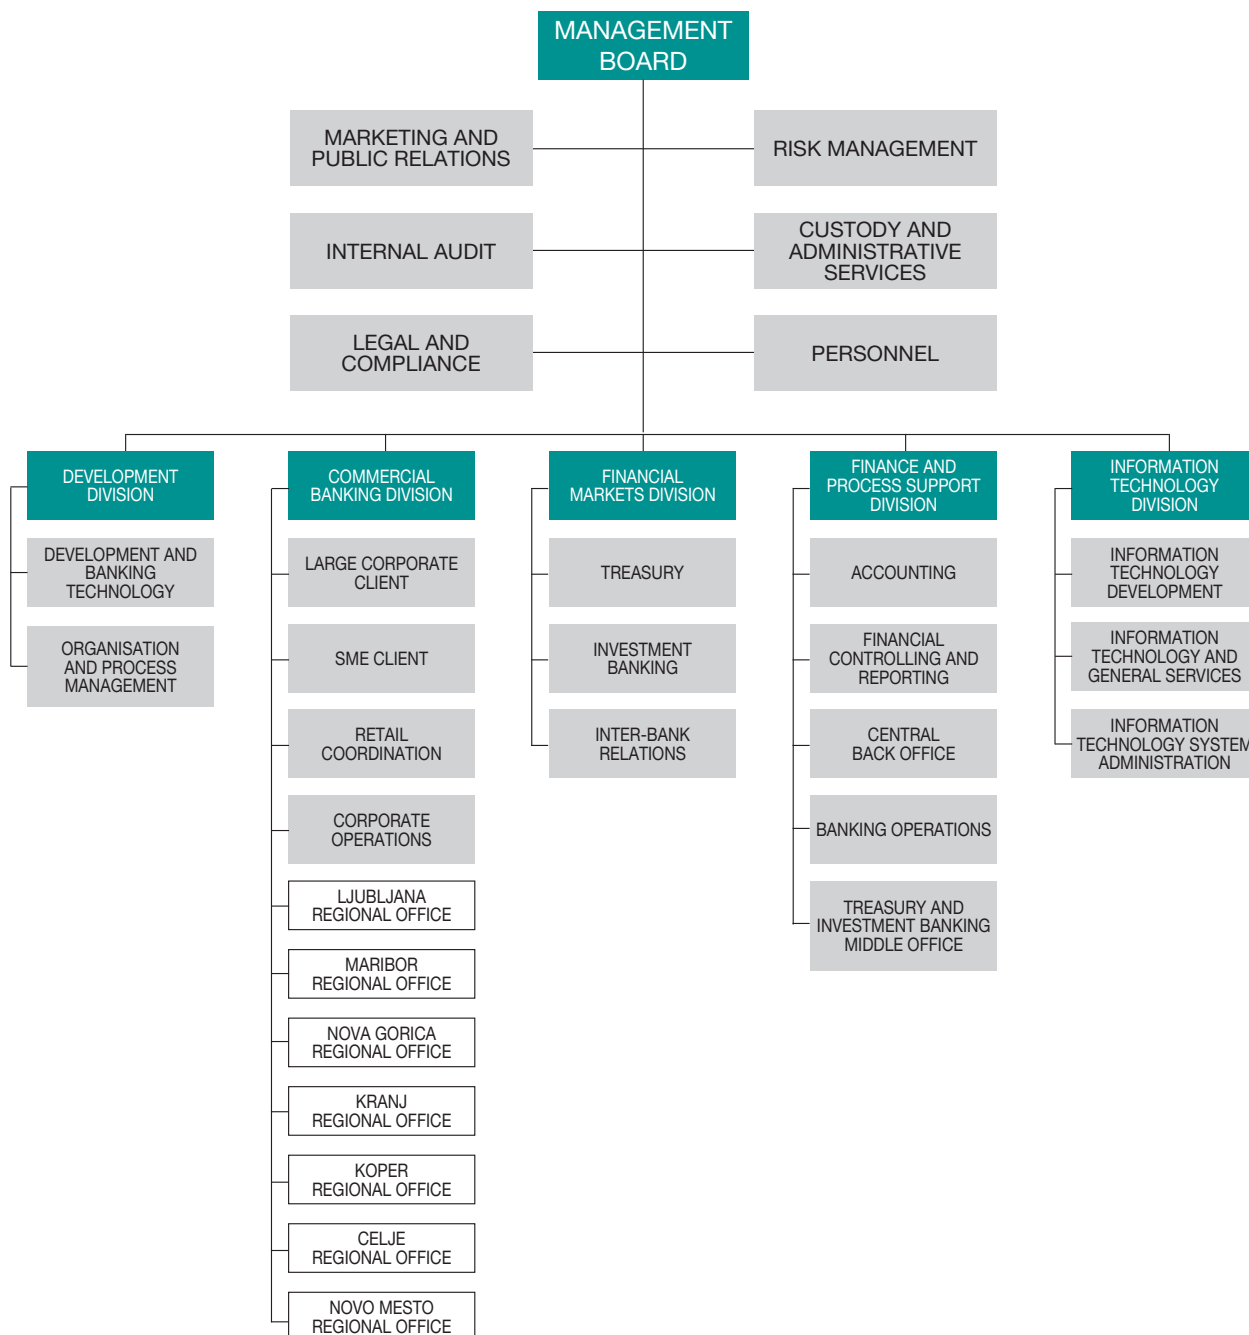 MANAGEMENT
BOARD
MARKETING AND
PUBLIC RELATIONS
RISK MANAGEMENT
INTERNAL AUDIT
CUSTODY AND
ADMINISTRATIVE
SERVICES
LEGAL AND
COMPLIANCE
PERSONNEL
DEVELOPMENT
DIVISION
DEVELOPMENT AND
BANKING
TECHNOLOGY
ORGANISATION
AND PROCESS
MANAGEMENT
COMMERCIAL
BANKING DIVISION
LARGE CORPORATE
CLIENT
SME CLIENT
RETAIL
COORDINATION
CORPORATE
OPERATIONS
LJUBLJANA
REGIONAL OFFICE
MARIBOR
REGIONAL OFFICE
NOVA GORICA
REGIONAL OFFICE
KRANJ
REGIONAL OFFICE
KOPER
REGIONAL OFFICE
CELJE
REGIONAL OFFICE
NOVO MESTO
REGIONAL OFFICE
FINANCIAL
MARKETS DIVISION
TREASURY
INVESTMENT
BANKING
INTER-BANK
RELATIONS
FINANCE AND
PROCESS SUPPORT
DIVISION
ACCOUNTING
FINANCIAL
CONTROLLING AND
REPORTING
CENTRAL
BACK OFFICE
BANKING OPERATIONS
TREASURY AND
INVESTMENT BANKING
MIDDLE OFFICE
INFORMATION
TECHNOLOGY
DIVISION
INFORMATION
TECHNOLOGY
DEVELOPMENT
INFORMATION
TECHNOLOGY AND
GENERAL SERVICES
INFORMATION
TECHNOLOGY SYSTEM
ADMINISTRATION